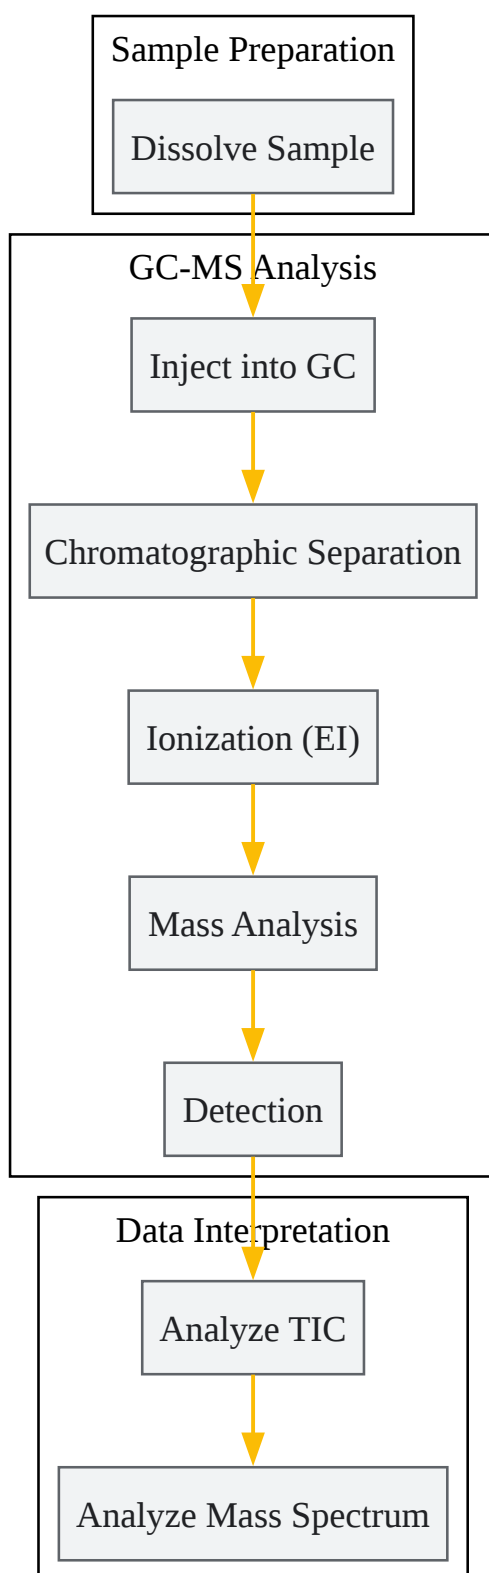 Sample Preparation
Dissolve Sample
GC-MS Analysis
Inject into GC
Chromatographic Separation
Ionization (EI)
Mass Analysis
Detection
Data Interpretation
Analyze TIC
Analyze Mass Spectrum